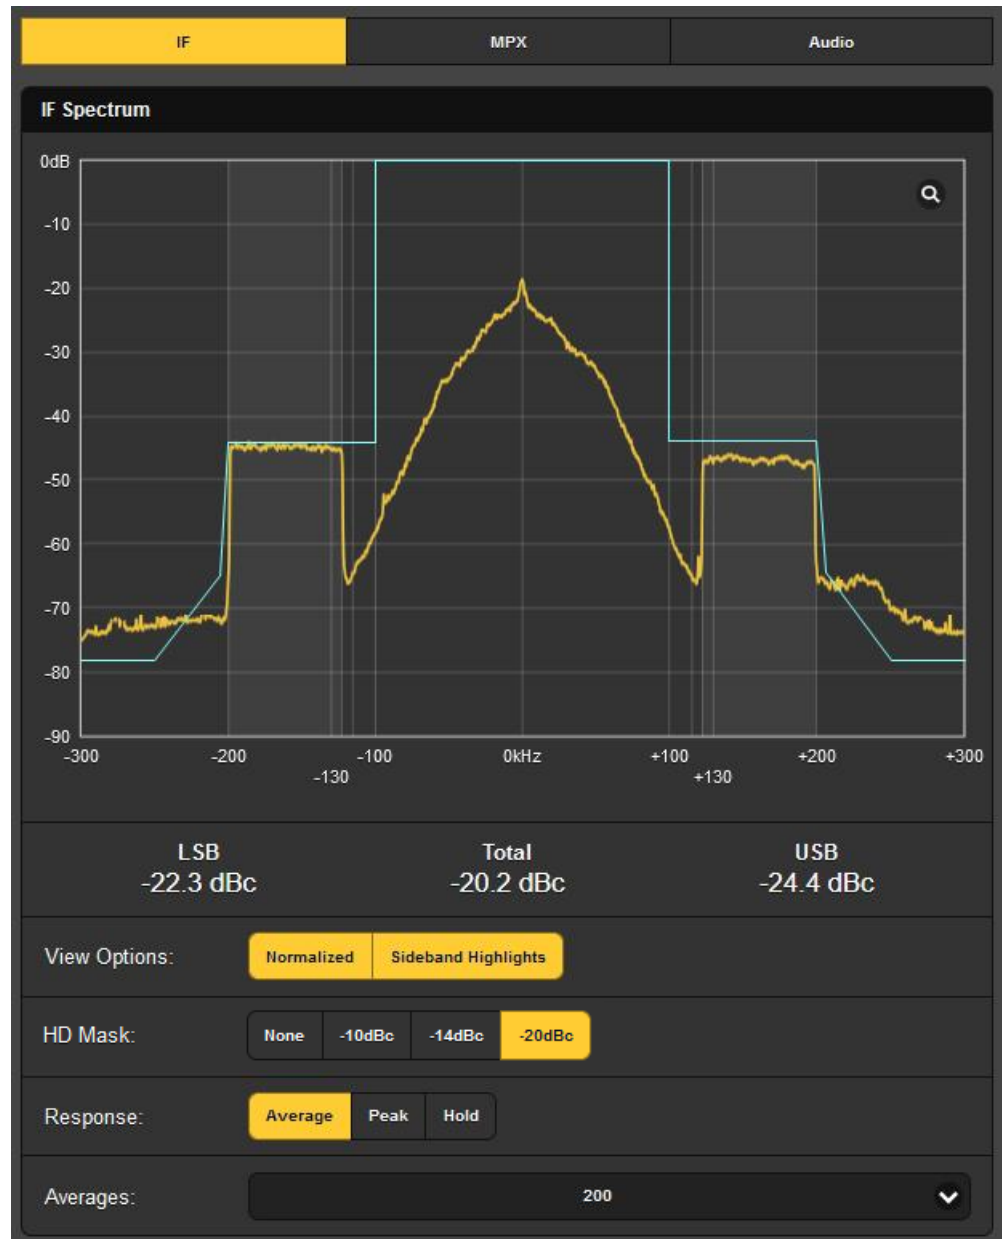 IF MPX Audio
IF Spectrum
0dB
-10
-20
-30
-40
-50
-60
-70
-80
-90
-300 -200 -100 0kHz +100 +200 +300
-130 +130
LSB Total USB
-22.3 dBc -20.2 dBc -24.4 dBc
View Options: Normalized Sideband Highlights
HD Mask: None -10dBc -14dBc -20dBc
Response: Average Peak Hold
Averages: 200